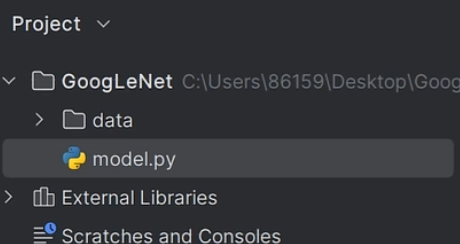 Project
GoogLeNet C:\Users\86159\Desktop\Goog
data
model.py
External Libraries
Scratches and Consoles